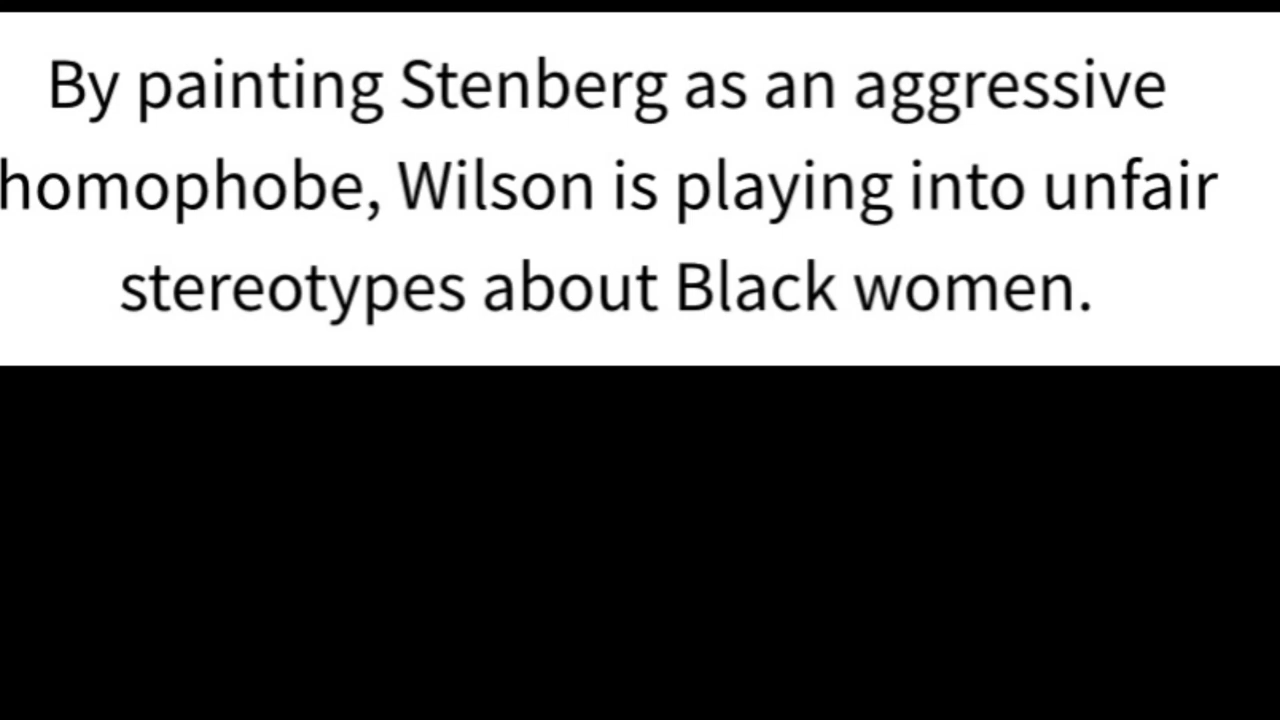 By painting Stenberg as an aggressive
homophobe, Wilson is playing into unfair
stereotypes about Black women.